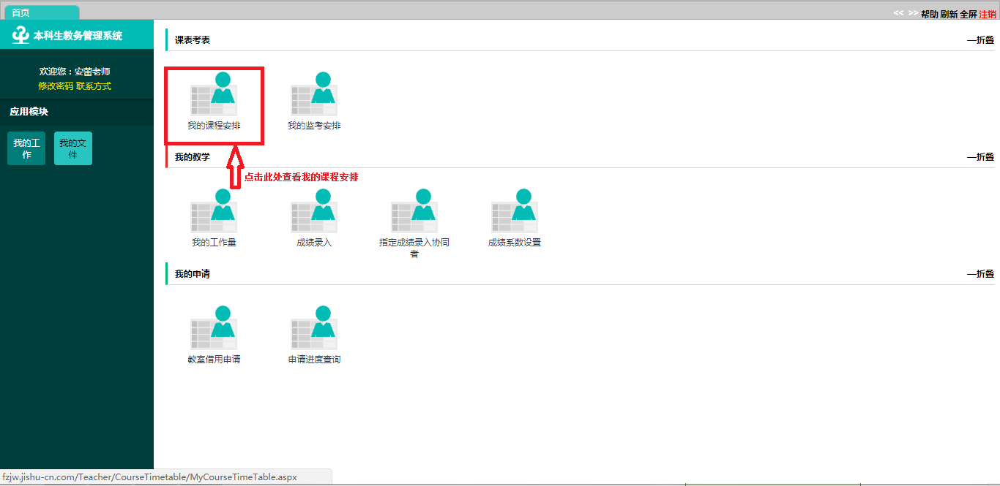 首页
<< >> 帮助 刷新 全屏 注销
本科生教务管理系统
欢迎您：安蕾老师
修改密码 联系方式
应用模块
我的工
作
我的文
件
课表考表
—折叠
我的课程安排
我的监考安排
我的教学
—折叠
点击此处查看我的课程安排
我的工作量
成绩录入
指定成绩录入协同
者
成绩系数设置
我的申请
—折叠
教室借用申请
申请进度查询
fzjw.jishu-cn.com/Teacher/CourseTimetable/MyCourseTimeTable.aspx